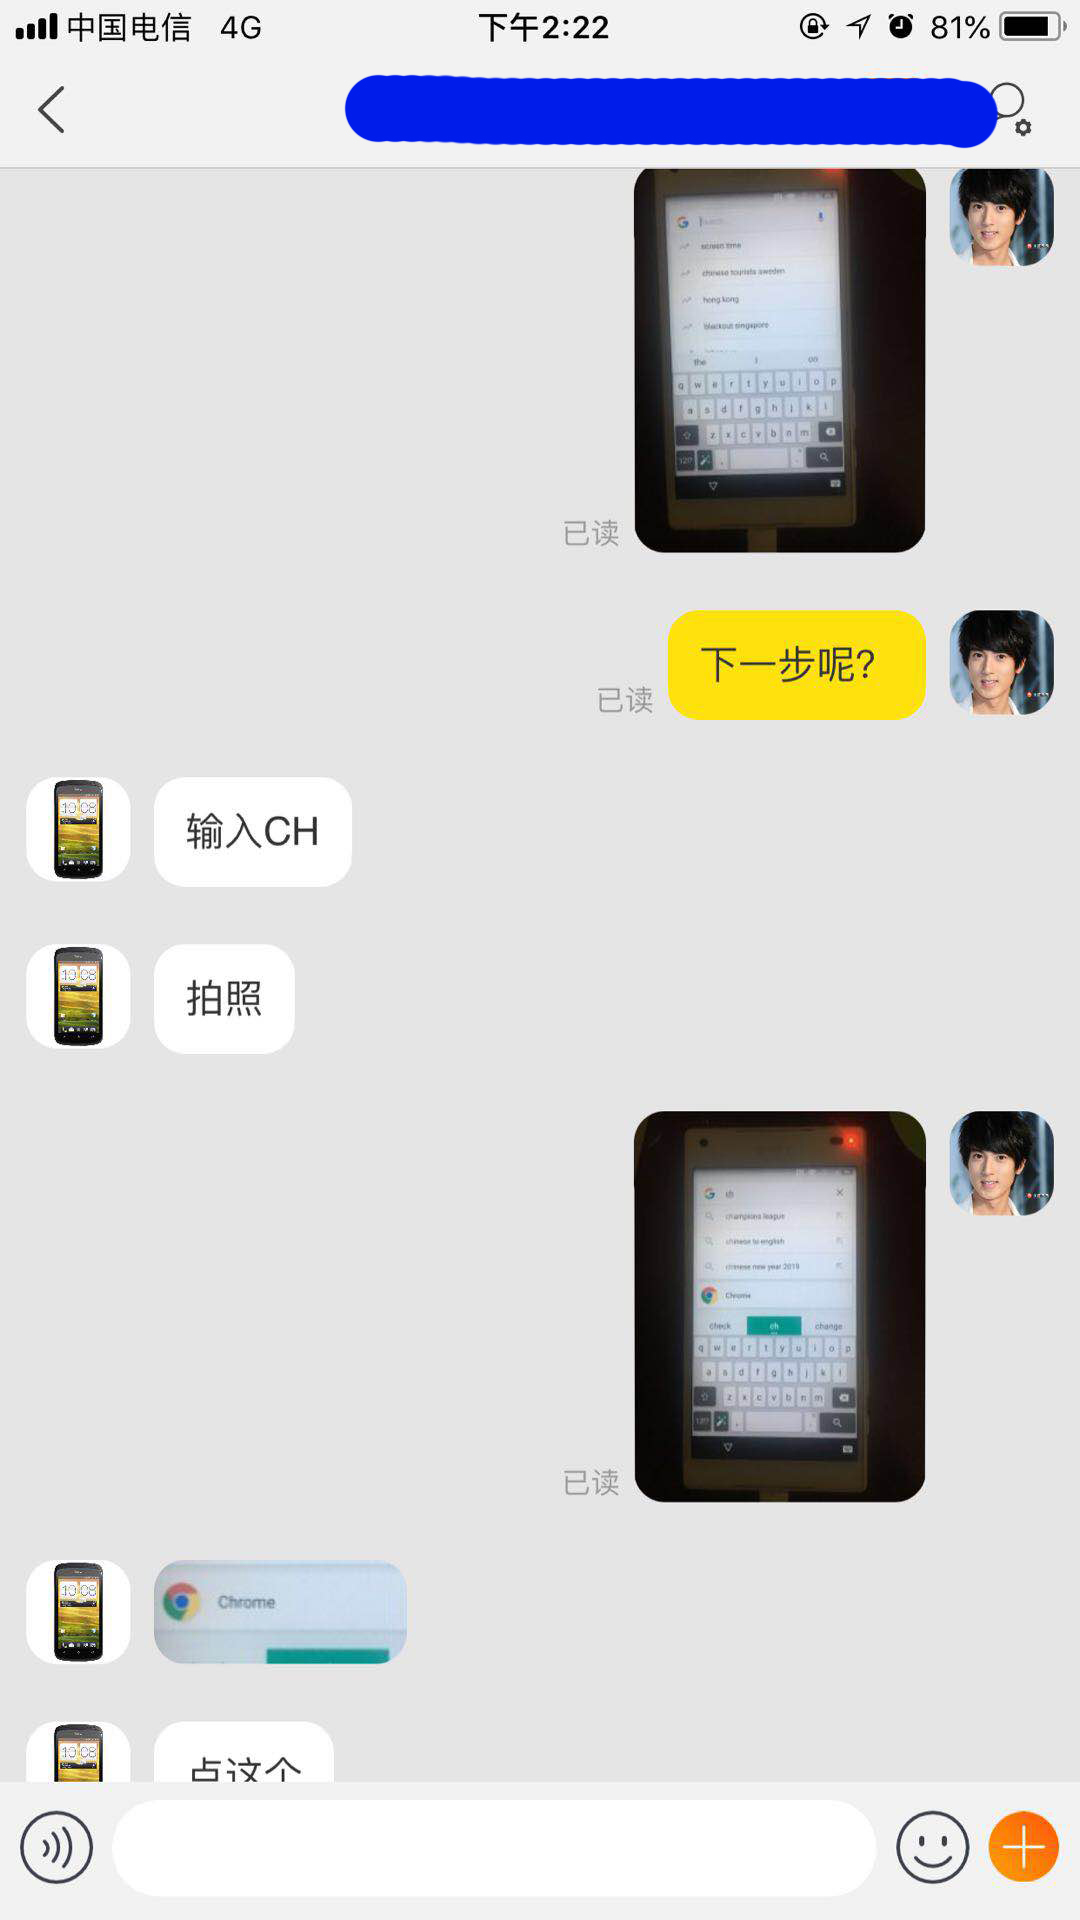 中国电信 4G 下午2:22 81%
Search...
screen time
chinese tourists sweden
hong kong
blackout singapore
the I on
q w e r t y u i o p
a s d f g h j k l
z x c v b n m
12!? , .
已读
下一步呢?
已读
输入CH
拍照
ch
champions league
chinese to english
chinese new year 2019
Chrome
check ch change
q w e r t y u i o p
a s d f g h j k l
z x c v b n m
12!? , .
已读
Chrome
点这个